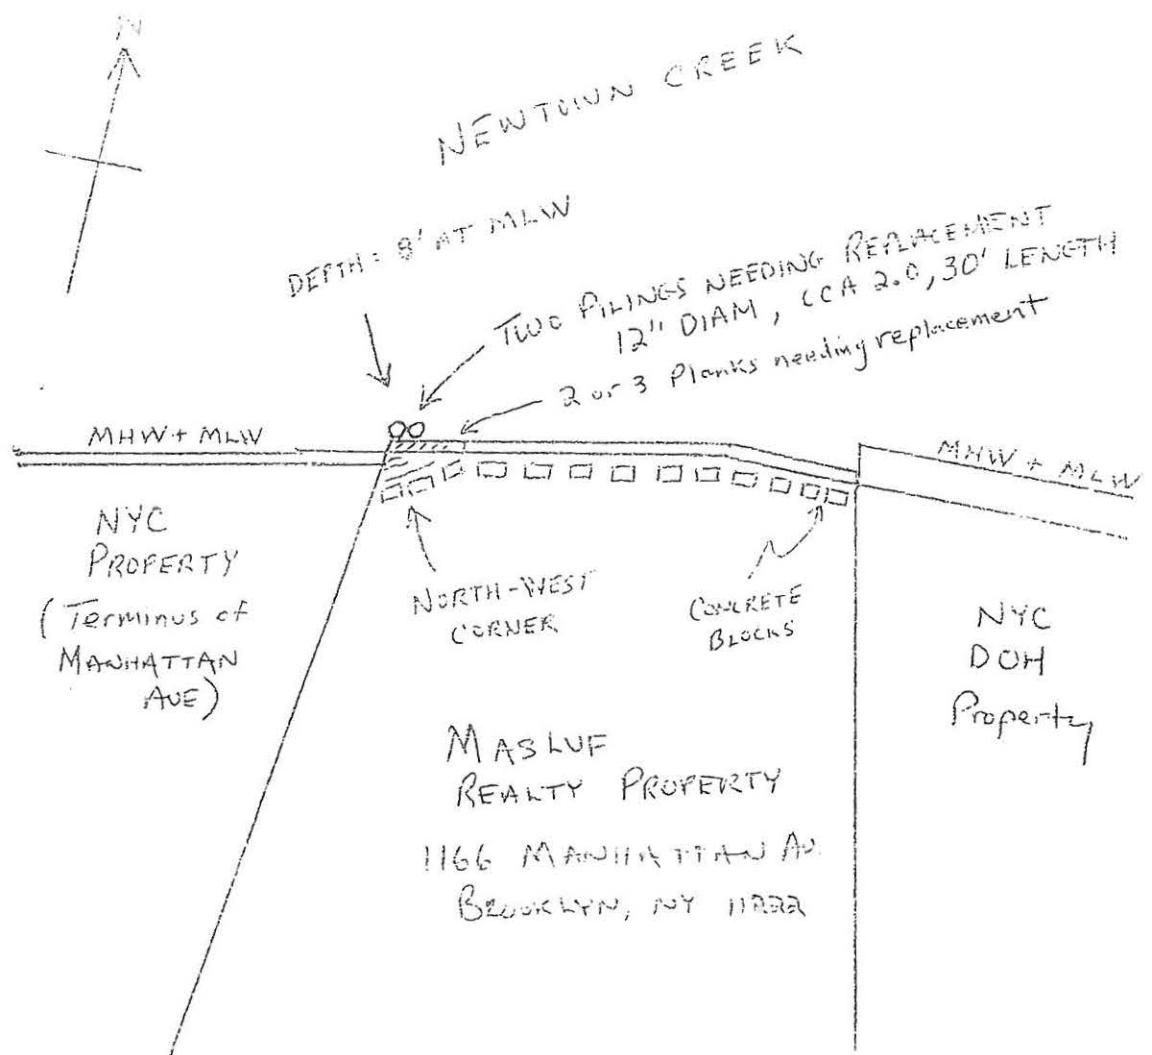 N
NEWTOWN CREEK
DEPTH: 8' AT MLW
TWO PILINGS NEEDING REPLACEMENT
12" DIAM, CCA 2.0, 30' LENGTH
2 or 3 Planks needing replacement
MHW + MLW
MHW + MLW
NYC
PROPERTY
(Terminus of
MANHATTAN
AVE)
NORTH-WEST
CORNER
CONCRETE
BLOCKS
NYC
DOH
Property
MASLUF
REALTY PROPERTY
1166 MANHATTAN AV.
BROOKLYN, NY 11222